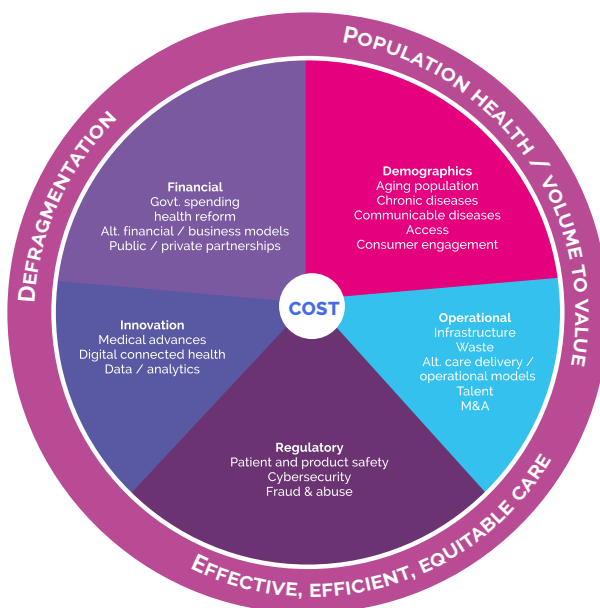 POPULATION HEALTH / VOLUME TO VALUE
DEFRAGMENTATION
Financial
Govt. spending
health reform
Alt. financial / business models
Public / private partnerships
Demographics
Aging population
Chronic diseases
Communicable diseases
Access
Consumer engagement
COST
Innovation
Medical advances
Digital connected health
Data / analytics
Operational
Infrastructure
Waste
Alt. care delivery /
operational models
Talent
M&A
Regulatory
Patient and product safety
Cybersecurity
Fraud & abuse
EFFECTIVE, EFFICIENT, EQUITABLE CARE